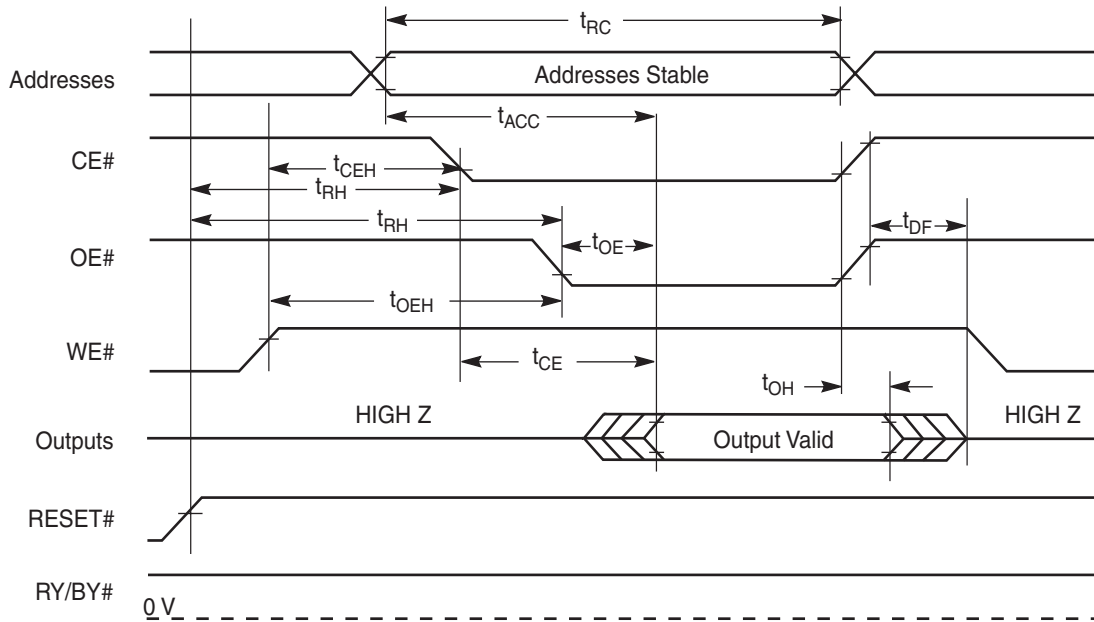 tRC
Addresses
Addresses Stable
tACC
CE#
tCEH
tRH
tRH
OE#
tOE
tDF
tOEH
WE#
tCE
tOH
HIGH Z
HIGH Z
Outputs
Output Valid
RESET#
RY/BY#
0 V